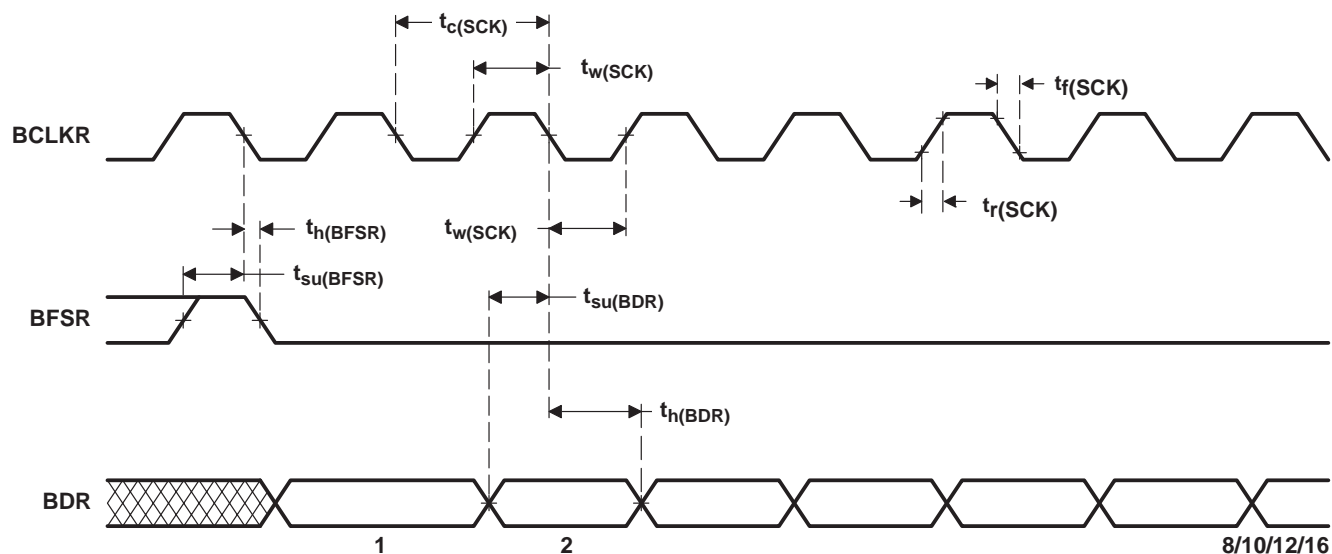 tc(SCK)
tw(SCK)
tf(SCK)
BCLKR
tr(SCK)
th(BFSR)
tw(SCK)
tsu(BFSR)
tsu(BDR)
BFSR
th(BDR)
BDR
1 2 8/10/12/16